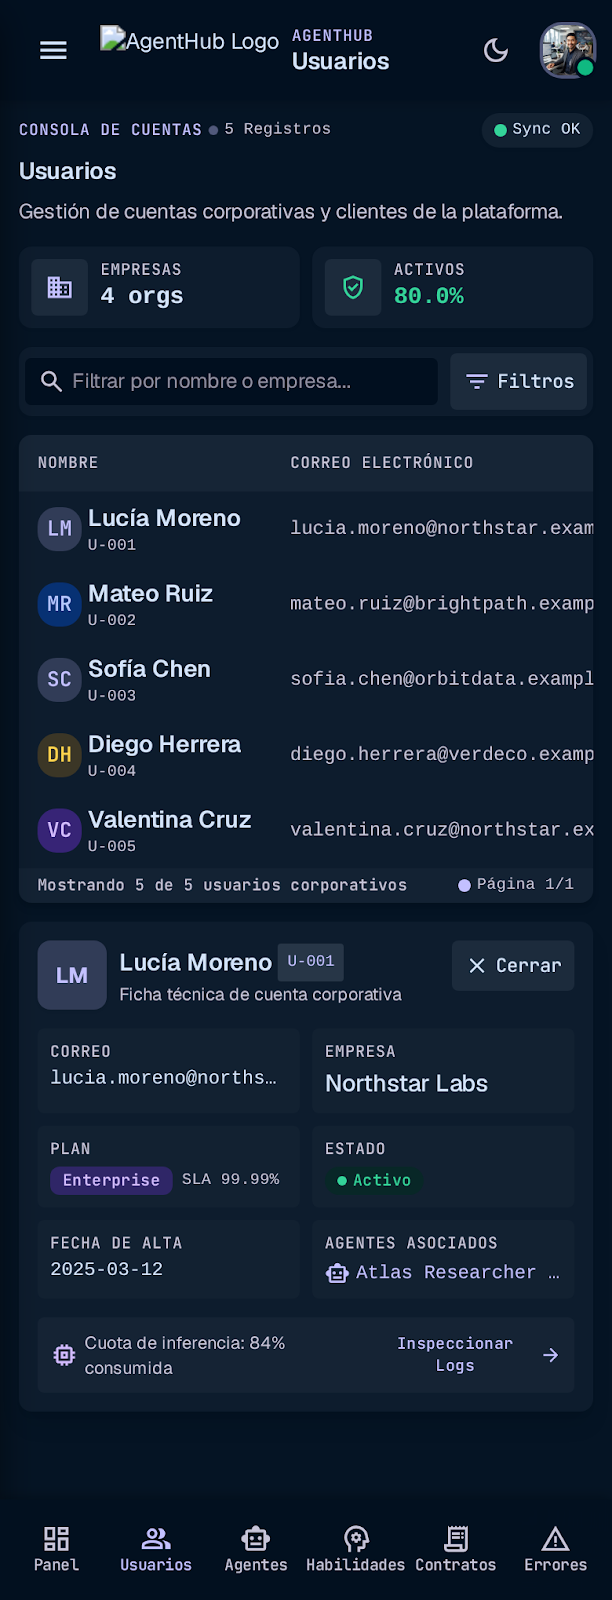 AgentHub Logo
AGENTHUB
Usuarios
CONSOLA DE CUENTAS
5 Registros
Sync OK
Usuarios
Gestión de cuentas corporativas y clientes de la plataforma.
EMPRESAS
4 orgs
ACTIVOS
80.0%
Filtrar por nombre o empresa...
Filtros
NOMBRE
CORREO ELECTRÓNICO
LM
Lucía Moreno
U-001
lucia.moreno@northstar.exam
MR
Mateo Ruiz
U-002
mateo.ruiz@brightpath.examp
SC
Sofía Chen
U-003
sofia.chen@orbitdata.exampl
DH
Diego Herrera
U-004
diego.herrera@verdeco.examp
VC
Valentina Cruz
U-005
valentina.cruz@northstar.ex
Mostrando 5 de 5 usuarios corporativos
Página 1/1
LM
Lucía Moreno
U-001
Ficha técnica de cuenta corporativa
Cerrar
CORREO
lucia.moreno@norths…
EMPRESA
Northstar Labs
PLAN
Enterprise
SLA 99.99%
ESTADO
Activo
FECHA DE ALTA
2025-03-12
AGENTES ASOCIADOS
Atlas Researcher …
Cuota de inferencia: 84%
consumida
Inspeccionar
Logs
Panel
Usuarios
Agentes
Habilidades
Contratos
Errores